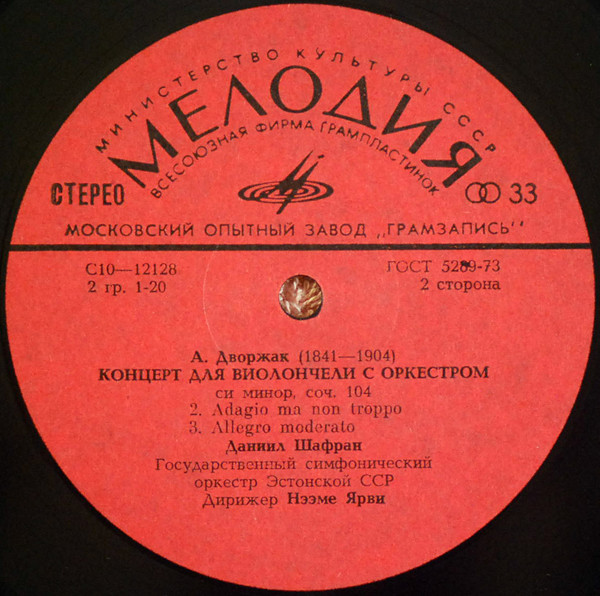 МИНИСТЕРСТВО КУЛЬТУРЫ СССР
МЕЛОДИЯ
ВСЕСОЮЗНАЯ ФИРМА ГРАМПЛАСТИНОК
СТЕРЕО 33
МОСКОВСКИЙ ОПЫТНЫЙ ЗАВОД „ГРАМЗАПИСЬ"
С10—12128 ГОСТ 5289-73
2 гр. 1-20 2 сторона
А. Дворжак (1841—1904)
КОНЦЕРТ ДЛЯ ВИОЛОНЧЕЛИ С ОРКЕСТРОМ
си минор, соч. 104
2. Adagio ma non troppo
3. Allegro moderato
Даниил Шафран
Государственный симфонический
оркестр Эстонской ССР
Дирижер Нээме Ярви